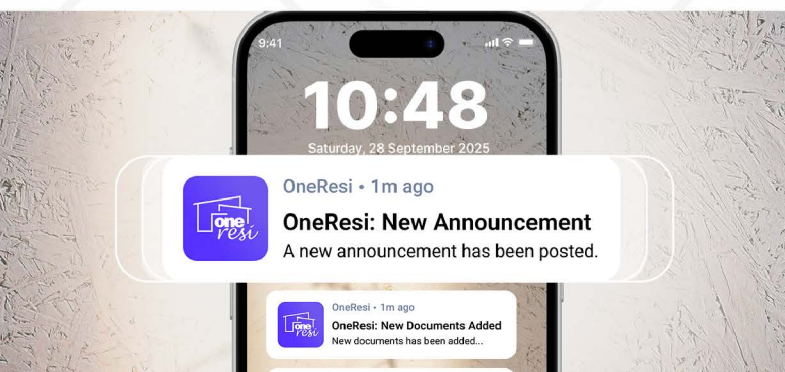 9:41
10:48
Saturday, 28 September 2025
OneResi • 1m ago
one
resi
OneResi: New Announcement
A new announcement has been posted.
OneResi • 1m ago
one
resi
OneResi: New Documents Added
New documents has been added...